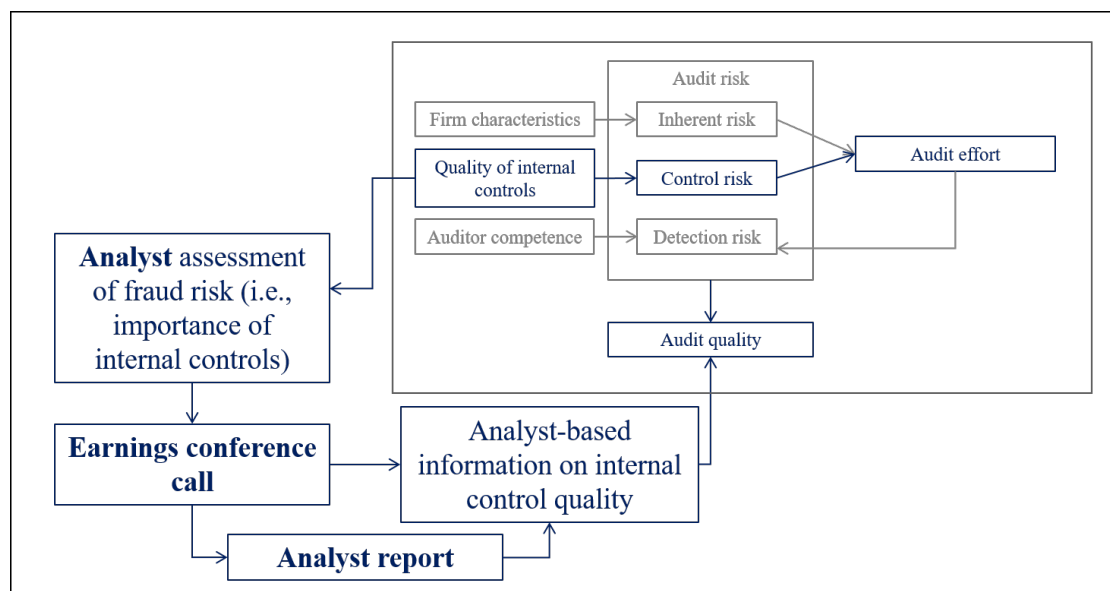 Audit risk
Firm characteristics
Inherent risk
Audit effort
Quality of internal
controls
Control risk
Auditor competence
Detection risk
Analyst assessment
of fraud risk (i.e.,
importance of
internal controls)
Audit quality
Earnings conference
call
Analyst-based
information on internal
control quality
Analyst report